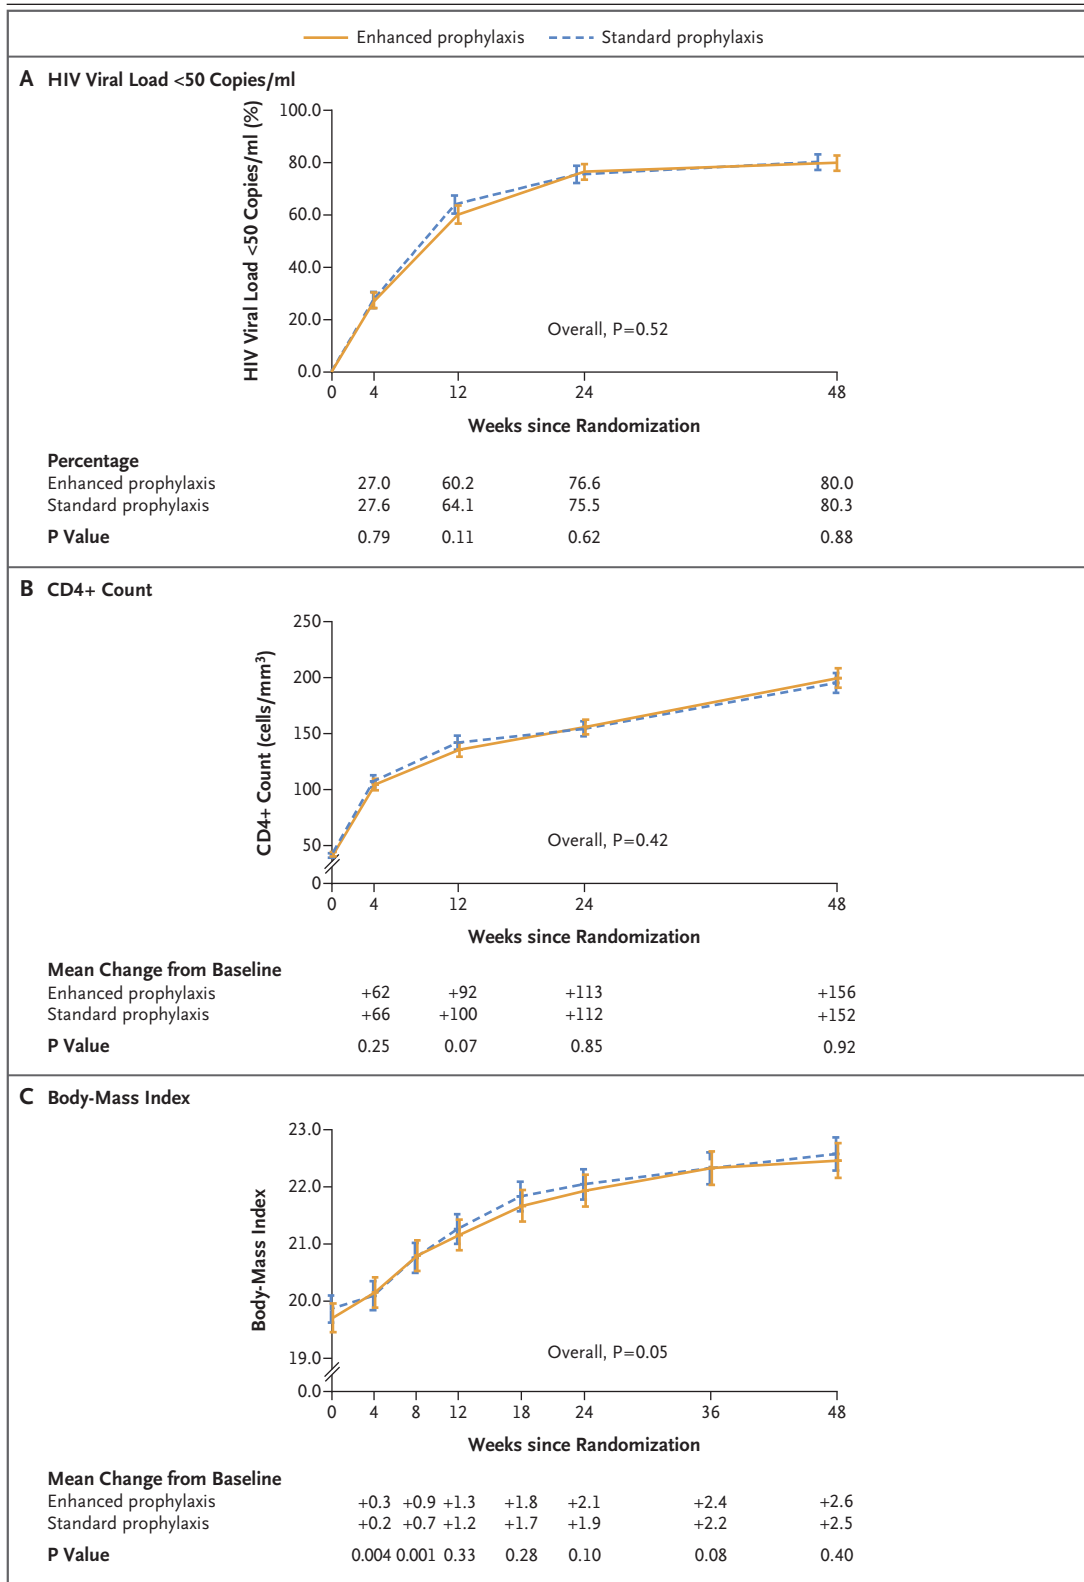 Enhanced prophylaxis Standard prophylaxis
A HIV Viral Load <50 Copies/ml
HIV Viral Load <50 Copies/ml (%)
100.0
80.0
60.0
40.0
20.0
0.0
Overall, P=0.52
0 4 12 24 48
Weeks since Randomization
Percentage
Enhanced prophylaxis 27.0 60.2 76.6 80.0
Standard prophylaxis 27.6 64.1 75.5 80.3
P Value 0.79 0.11 0.62 0.88
B CD4+ Count
CD4+ Count (cells/mm³)
250
200
150
100
50
0
Overall, P=0.42
0 4 12 24 48
Weeks since Randomization
Mean Change from Baseline
Enhanced prophylaxis +62 +92 +113 +156
Standard prophylaxis +66 +100 +112 +152
P Value 0.25 0.07 0.85 0.92
C Body-Mass Index
Body-Mass Index
23.0
22.0
21.0
20.0
19.0
0.0
Overall, P=0.05
0 4 8 12 18 24 36 48
Weeks since Randomization
Mean Change from Baseline
Enhanced prophylaxis +0.3 +0.9 +1.3 +1.8 +2.1 +2.4 +2.6
Standard prophylaxis +0.2 +0.7 +1.2 +1.7 +1.9 +2.2 +2.5
P Value 0.004 0.001 0.33 0.28 0.10 0.08 0.40